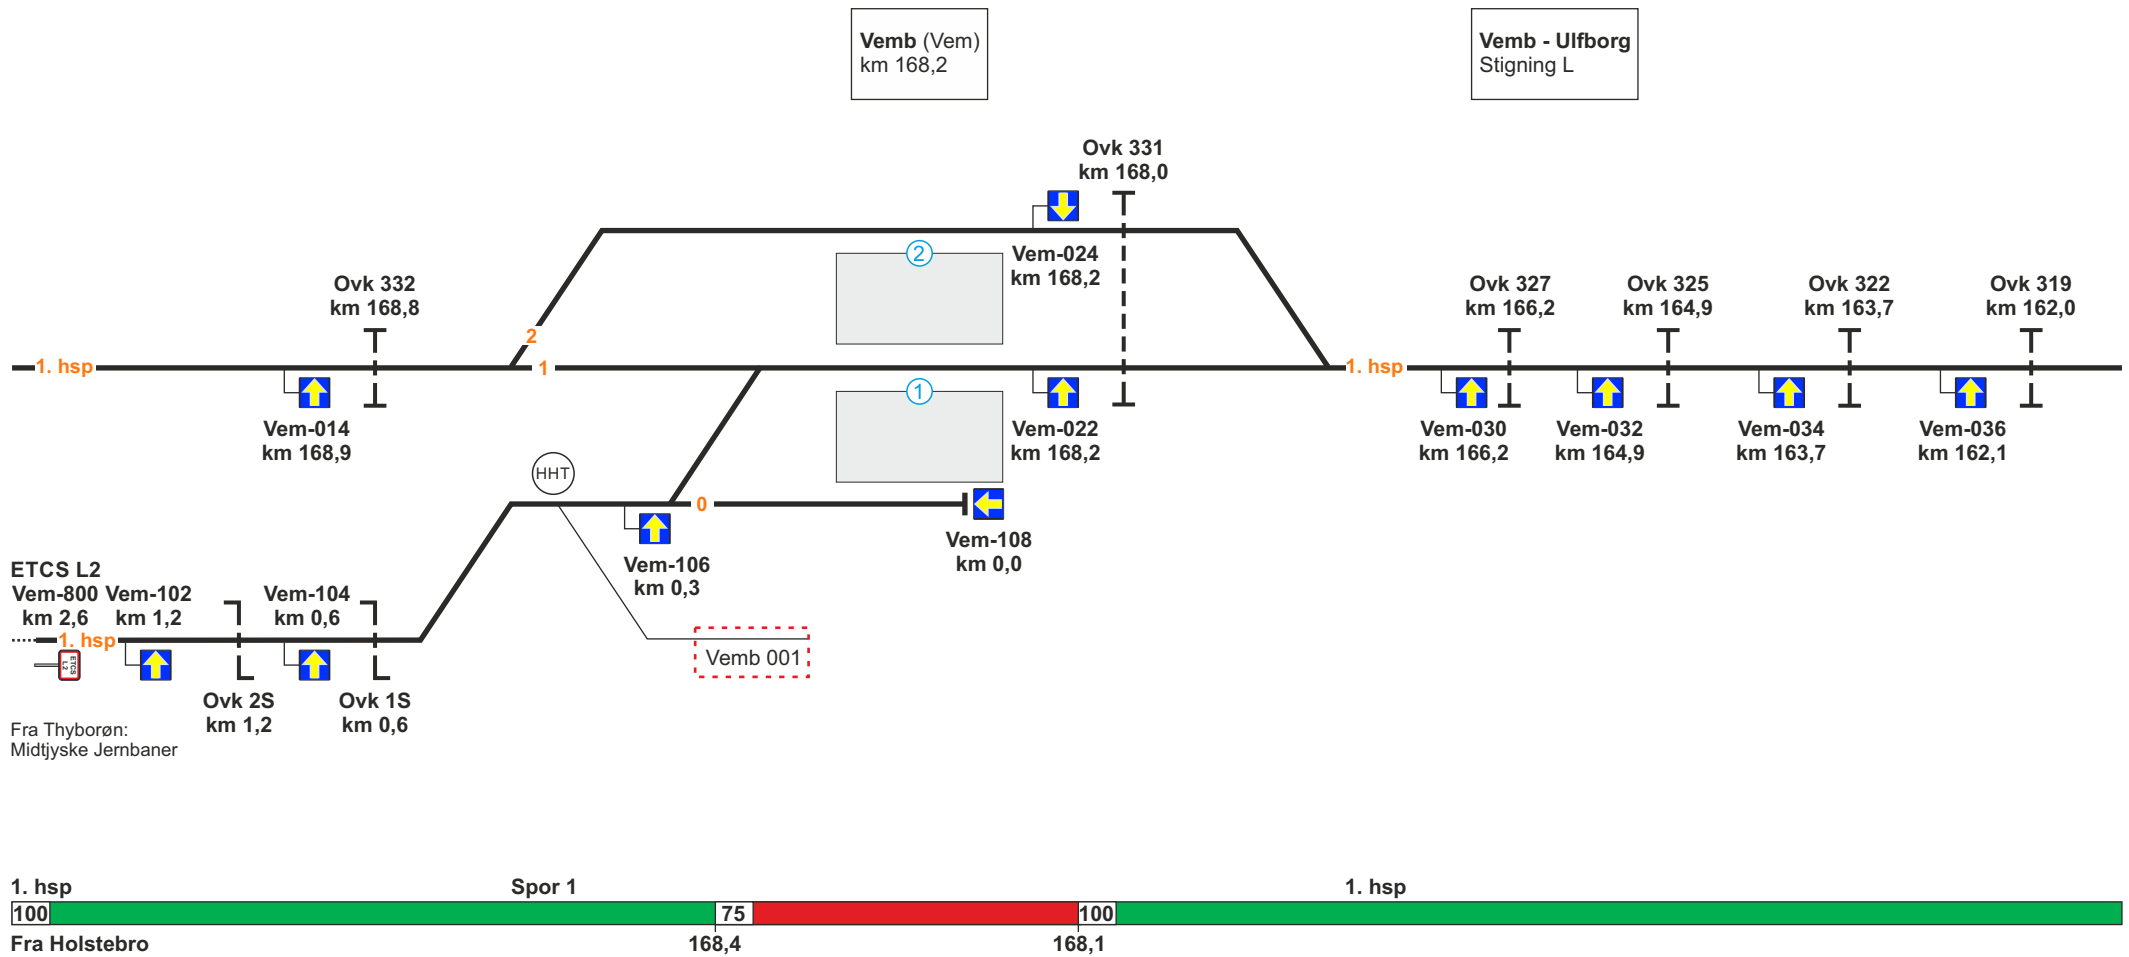 Vemb (Vem)
km 168,2
Vemb - Ulfborg
Stigning L
Ovk 331
km 168,0
2
Vem-024
km 168,2
Ovk 332
km 168,8
Ovk 327
km 166,2
Ovk 325
km 164,9
Ovk 322
km 163,7
Ovk 319
km 162,0
2
1. hsp
1
1. hsp
1
Vem-014
km 168,9
Vem-022
km 168,2
Vem-030
km 166,2
Vem-032
km 164,9
Vem-034
km 163,7
Vem-036
km 162,1
HHT
0
Vem-106
km 0,3
Vem-108
km 0,0
ETCS L2
Vem-800
km 2,6
Vem-102
km 1,2
Vem-104
km 0,6
1. hsp
ETCS
L2
Vemb 001
Ovk 2S
km 1,2
Ovk 1S
km 0,6
Fra Thyborøn:
Midtjyske Jernbaner
1. hsp
Spor 1
1. hsp
100
75
100
Fra Holstebro
168,4
168,1